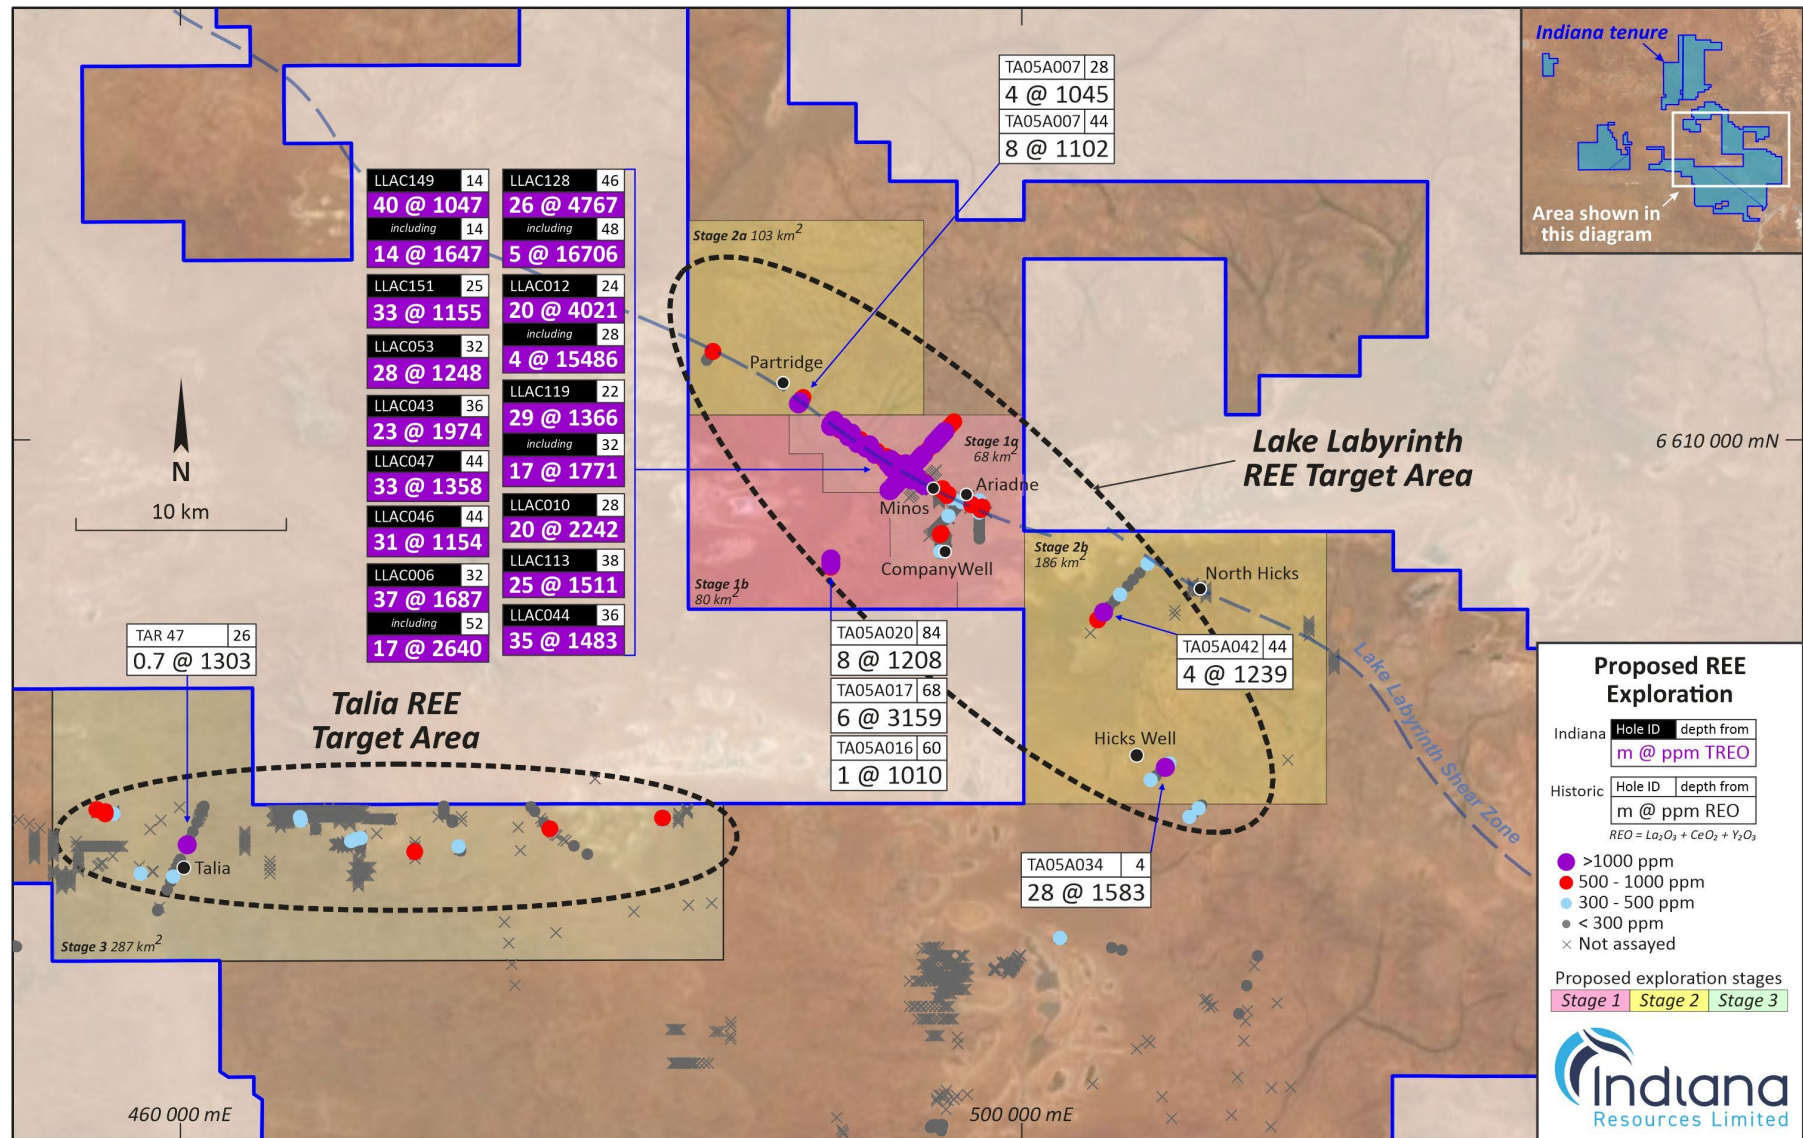 Indiana tenure
Area shown in
this diagram
TA05A007 28
4 @ 1045
TA05A007 44
8 @ 1102
LLAC149 14
40 @ 1047
including 14
14 @ 1647
LLAC151 25
33 @ 1155
LLAC053 32
28 @ 1248
LLAC043 36
23 @ 1974
LLAC047 44
33 @ 1358
LLAC046 44
31 @ 1154
LLAC006 32
37 @ 1687
including 52
17 @ 2640
LLAC128 46
26 @ 4767
including 48
5 @ 16706
LLAC012 24
20 @ 4021
including 28
4 @ 15486
LLAC119 22
29 @ 1366
including 32
17 @ 1771
LLAC010 28
20 @ 2242
LLAC113 38
25 @ 1511
LLAC044 36
35 @ 1483
Stage 2a 103 km²
Partridge
Stage 1a
68 km²
Ariadne
Minos
CompanyWell
Stage 1b
80 km²
Lake Labyrinth
REE Target Area
6 610 000 mN
N
10 km
Stage 2b
186 km²
North Hicks
TA05A042 44
4 @ 1239
Hicks Well
Lake Labyrinth Shear Zone
TA05A020 84
8 @ 1208
TA05A017 68
6 @ 3159
TA05A016 60
1 @ 1010
TA05A034 4
28 @ 1583
TAR 47 26
0.7 @ 1303
Talia REE
Target Area
Talia
Stage 3 287 km²
460 000 mE
500 000 mE
Proposed REE
Exploration
Indiana
Hole ID depth from
m @ ppm TREO
Historic
Hole ID depth from
m @ ppm REO
REO = La₂O₃ + CeO₂ + Y₂O₃
>1000 ppm
500 - 1000 ppm
300 - 500 ppm
< 300 ppm
Not assayed
Proposed exploration stages
Stage 1 Stage 2 Stage 3
Indiana
Resources Limited